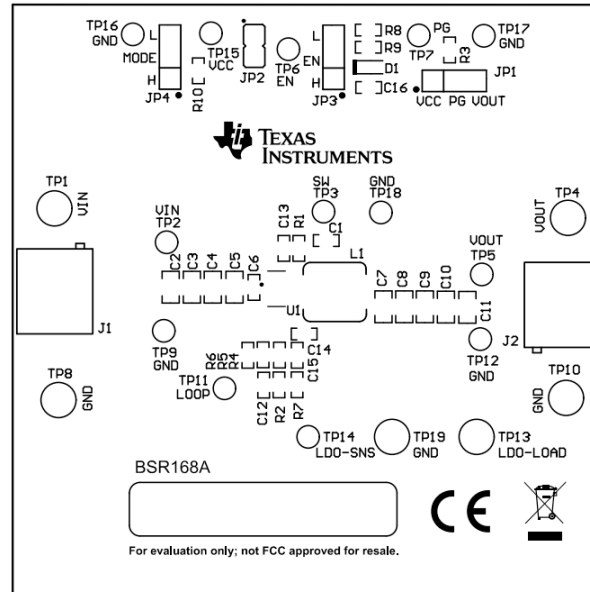 TP16
GND
L
MODE
H
JP4
R10
TP15
VCC
JP2
TP6
EN
L
EN
H
JP3
R8
R9
D1
C16
PG
TP7
R3
TP17
GND
JP1
VCC PG VOUT
TEXAS
INSTRUMENTS
TP1
VIN
VIN
TP2
SW
TP3
GND
TP18
TP4
VOUT
C13
R1
C1
VOUT
TP5
C2
C3
C4
C5
C6
L1
U1
C7
C8
C9
C10
C11
J1
J2
TP9
GND
C14
C15
TP12
GND
R6
R5
R4
TP8
GND
TP11
LOOP
C12
R2
R7
TP10
GND
TP14
LDO-SNS
TP19
GND
TP13
LDO-LOAD
BSR168A
CE
For evaluation only; not FCC approved for resale.